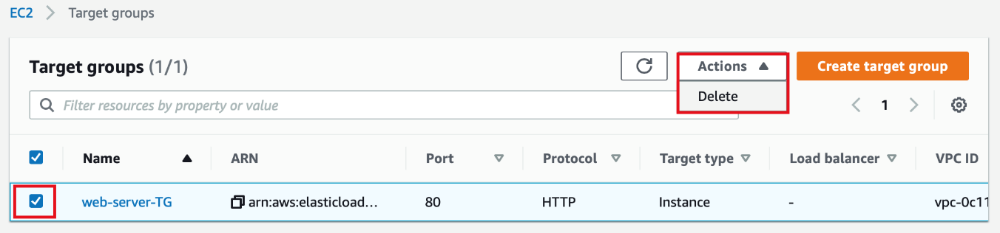 EC2 > Target groups
Target groups (1/1)
Actions ▲
Create target group
Delete
Filter resources by property or value
1
Name ▲ ARN Port ▽ Protocol ▽ Target type ▽ Load balancer ▽ VPC ID
web-server-TG arn:aws:elasticload... 80 HTTP Instance - vpc-0c11